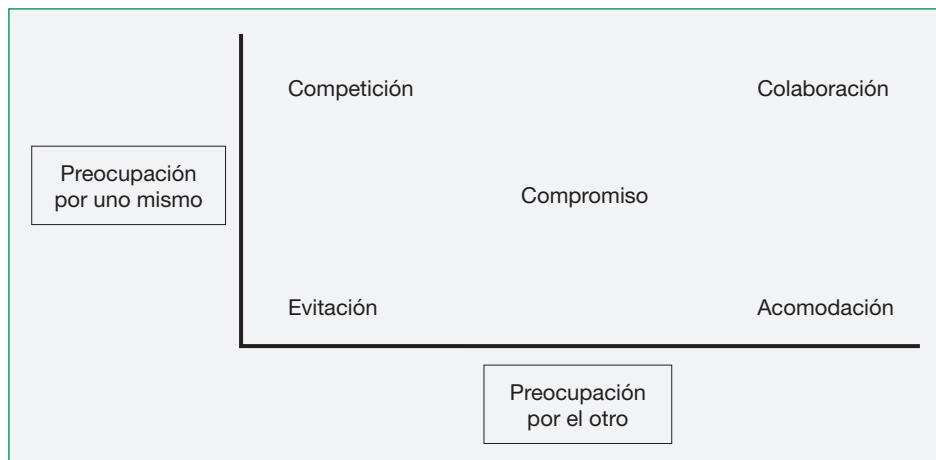 Competición
Colaboración
Preocupación
por uno mismo
Compromiso
Evitación
Acomodación
Preocupación
por el otro